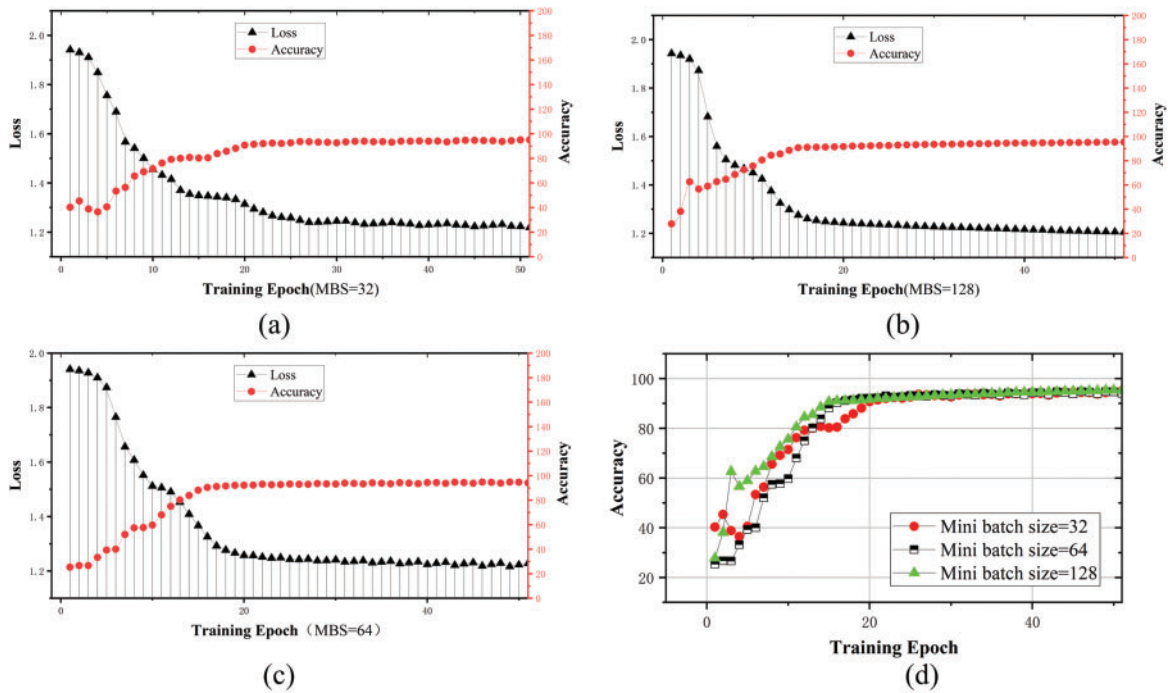 Loss
Accuracy
2.0
1.8
1.6
1.4
1.2
Loss
200
180
160
140
120
100
80
60
40
20
0
Accuracy
0
10
20
30
40
50
Training Epoch(MBS=32)
(a)
Loss
Accuracy
2.0
1.8
1.6
1.4
1.2
Loss
200
180
160
140
120
100
80
60
40
20
0
Accuracy
0
20
40
Training Epoch(MBS=128)
(b)
Loss
Accuracy
2.0
1.8
1.6
1.4
1.2
Loss
200
180
160
140
120
100
80
60
40
20
0
Accuracy
0
20
40
Training Epoch（MBS=64）
(c)
100
80
60
40
20
Accuracy
Mini batch size=32
Mini batch size=64
Mini batch size=128
0
20
40
Training Epoch
(d)